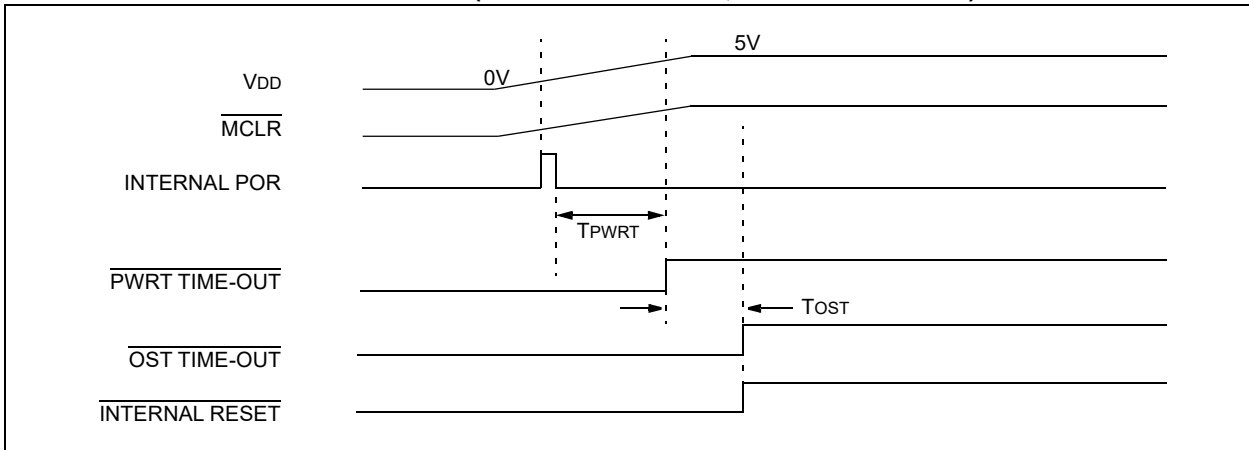 5V
0V
VDD
MCLR
INTERNAL POR
TPWRT
PWRT TIME-OUT
TOST
OST TIME-OUT
INTERNAL RESET